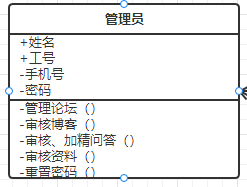 管理员
+姓名
+工号
-手机号
-密码
-管理论坛（）
-审核博客（）
-审核、加精问答（）
-审核资料（）
-重置密码（）